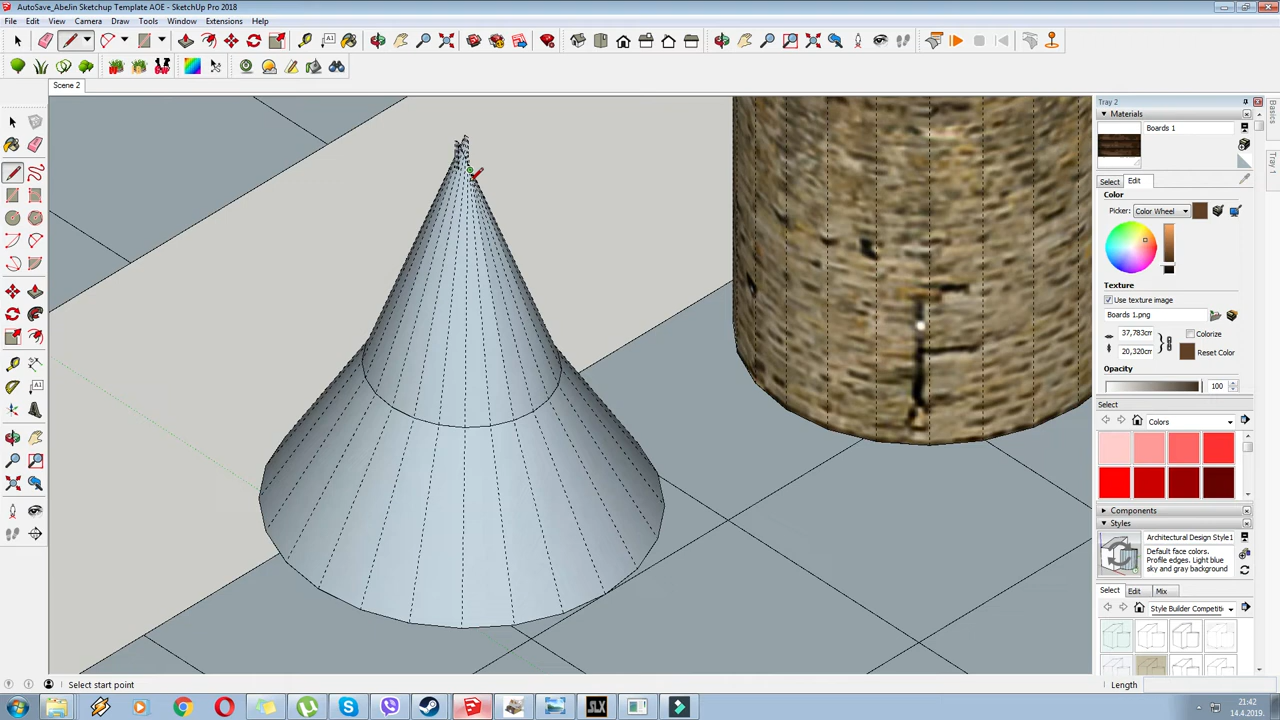 AutoSave_AbeJin Sketchup Template AOE - SketchUp Pro 2018
File Edit View Camera Draw Tools Window Extensions Help
Scene 2
Tray 2
Materials
Boards 1
Select Edit
Color
Picker: Color Wheel
Texture
Use texture image
Boards 1.png
37,783cm Colorize
20,320cm Reset Color
Opacity
100
Select
Colors
Components
Styles
Architectural Design Style1
Default face colors.
Profile edges. Light blue
sky and gray background
Select Edit Mix
Style Builder Competiti
Basics
Tray 1
Select start point
Length
21:42
14.4.2019.